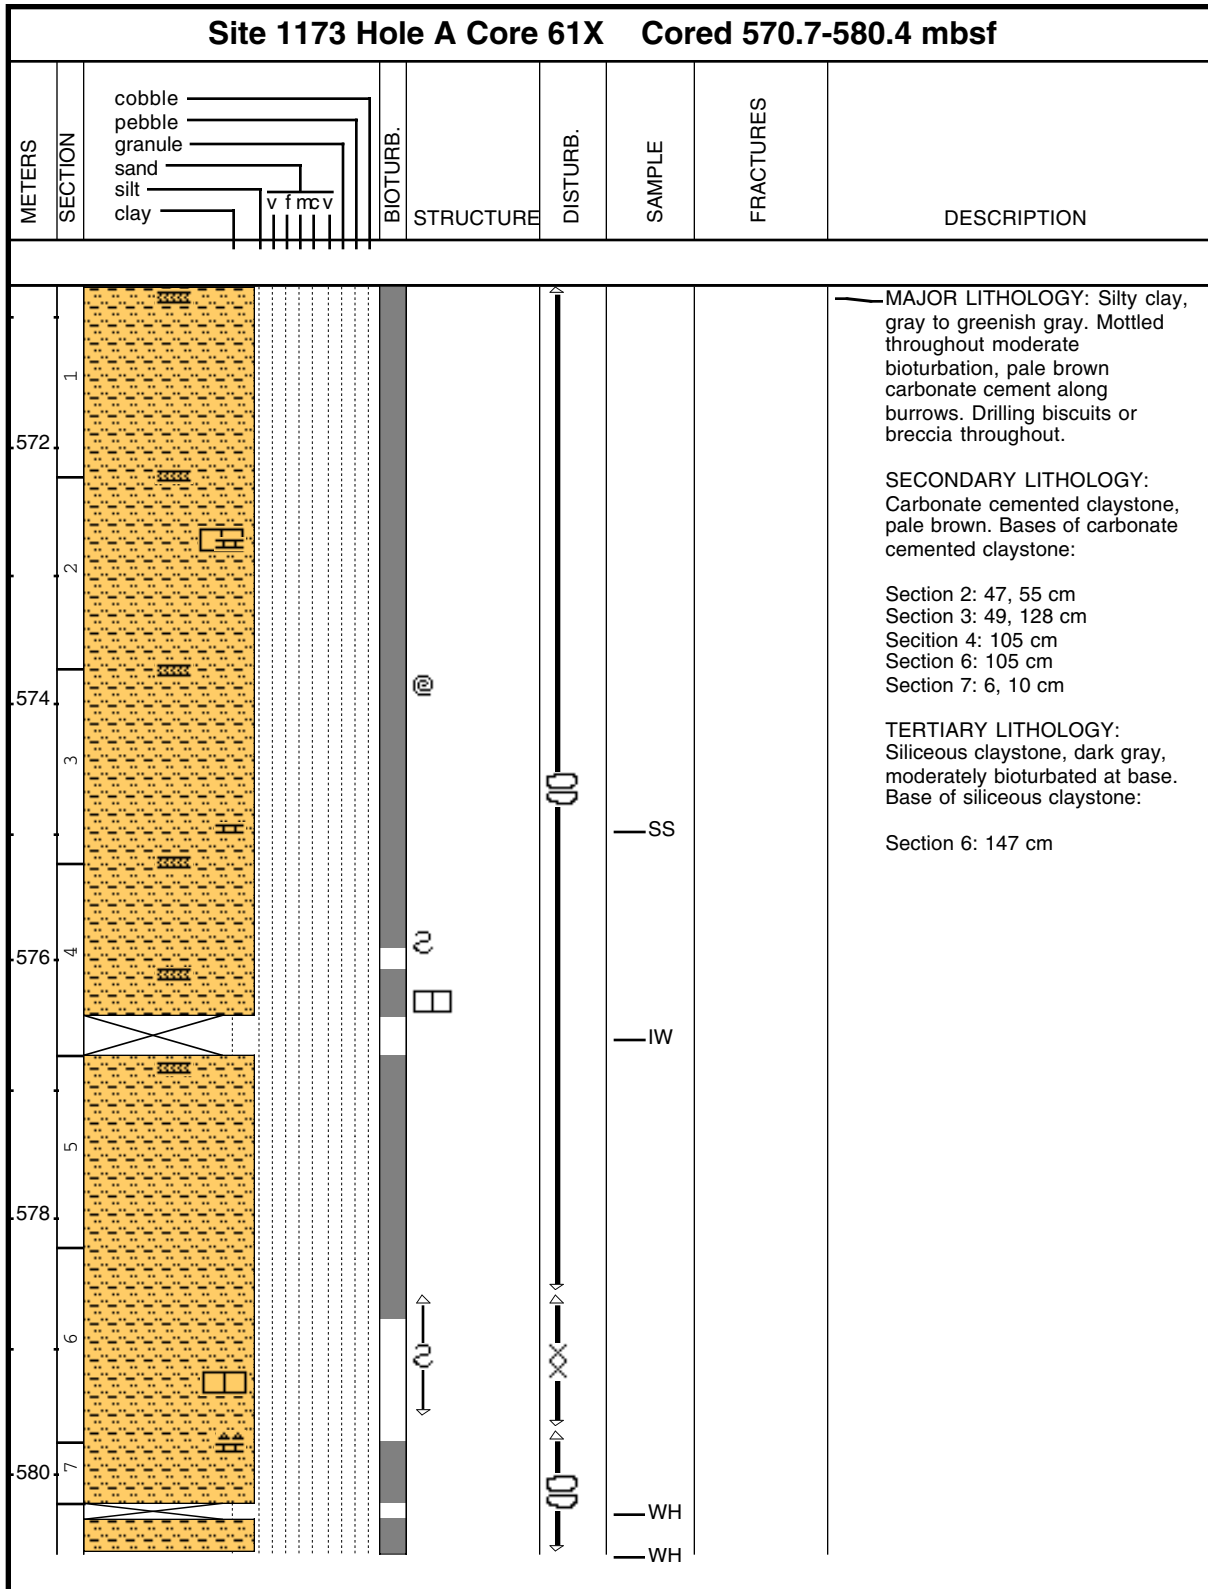 Site 1173 Hole A Core 61X Cored 570.7-580.4 mbsf
METERS
SECTION
cobble
pebble
granule
sand
silt
v f m c v
clay
BIOTURB.
STRUCTURE
DISTURB.
SAMPLE
FRACTURES
DESCRIPTION
1
572
2
574
3
576
4
5
578
6
580
7
@
SS
IW
WH
WH
MAJOR LITHOLOGY: Silty clay,
gray to greenish gray. Mottled
throughout moderate
bioturbation, pale brown
carbonate cement along
burrows. Drilling biscuits or
breccia throughout.
SECONDARY LITHOLOGY:
Carbonate cemented claystone,
pale brown. Bases of carbonate
cemented claystone:
Section 2: 47, 55 cm
Section 3: 49, 128 cm
Secition 4: 105 cm
Section 6: 105 cm
Section 7: 6, 10 cm
TERTIARY LITHOLOGY:
Siliceous claystone, dark gray,
moderately bioturbated at base.
Base of siliceous claystone:
Section 6: 147 cm